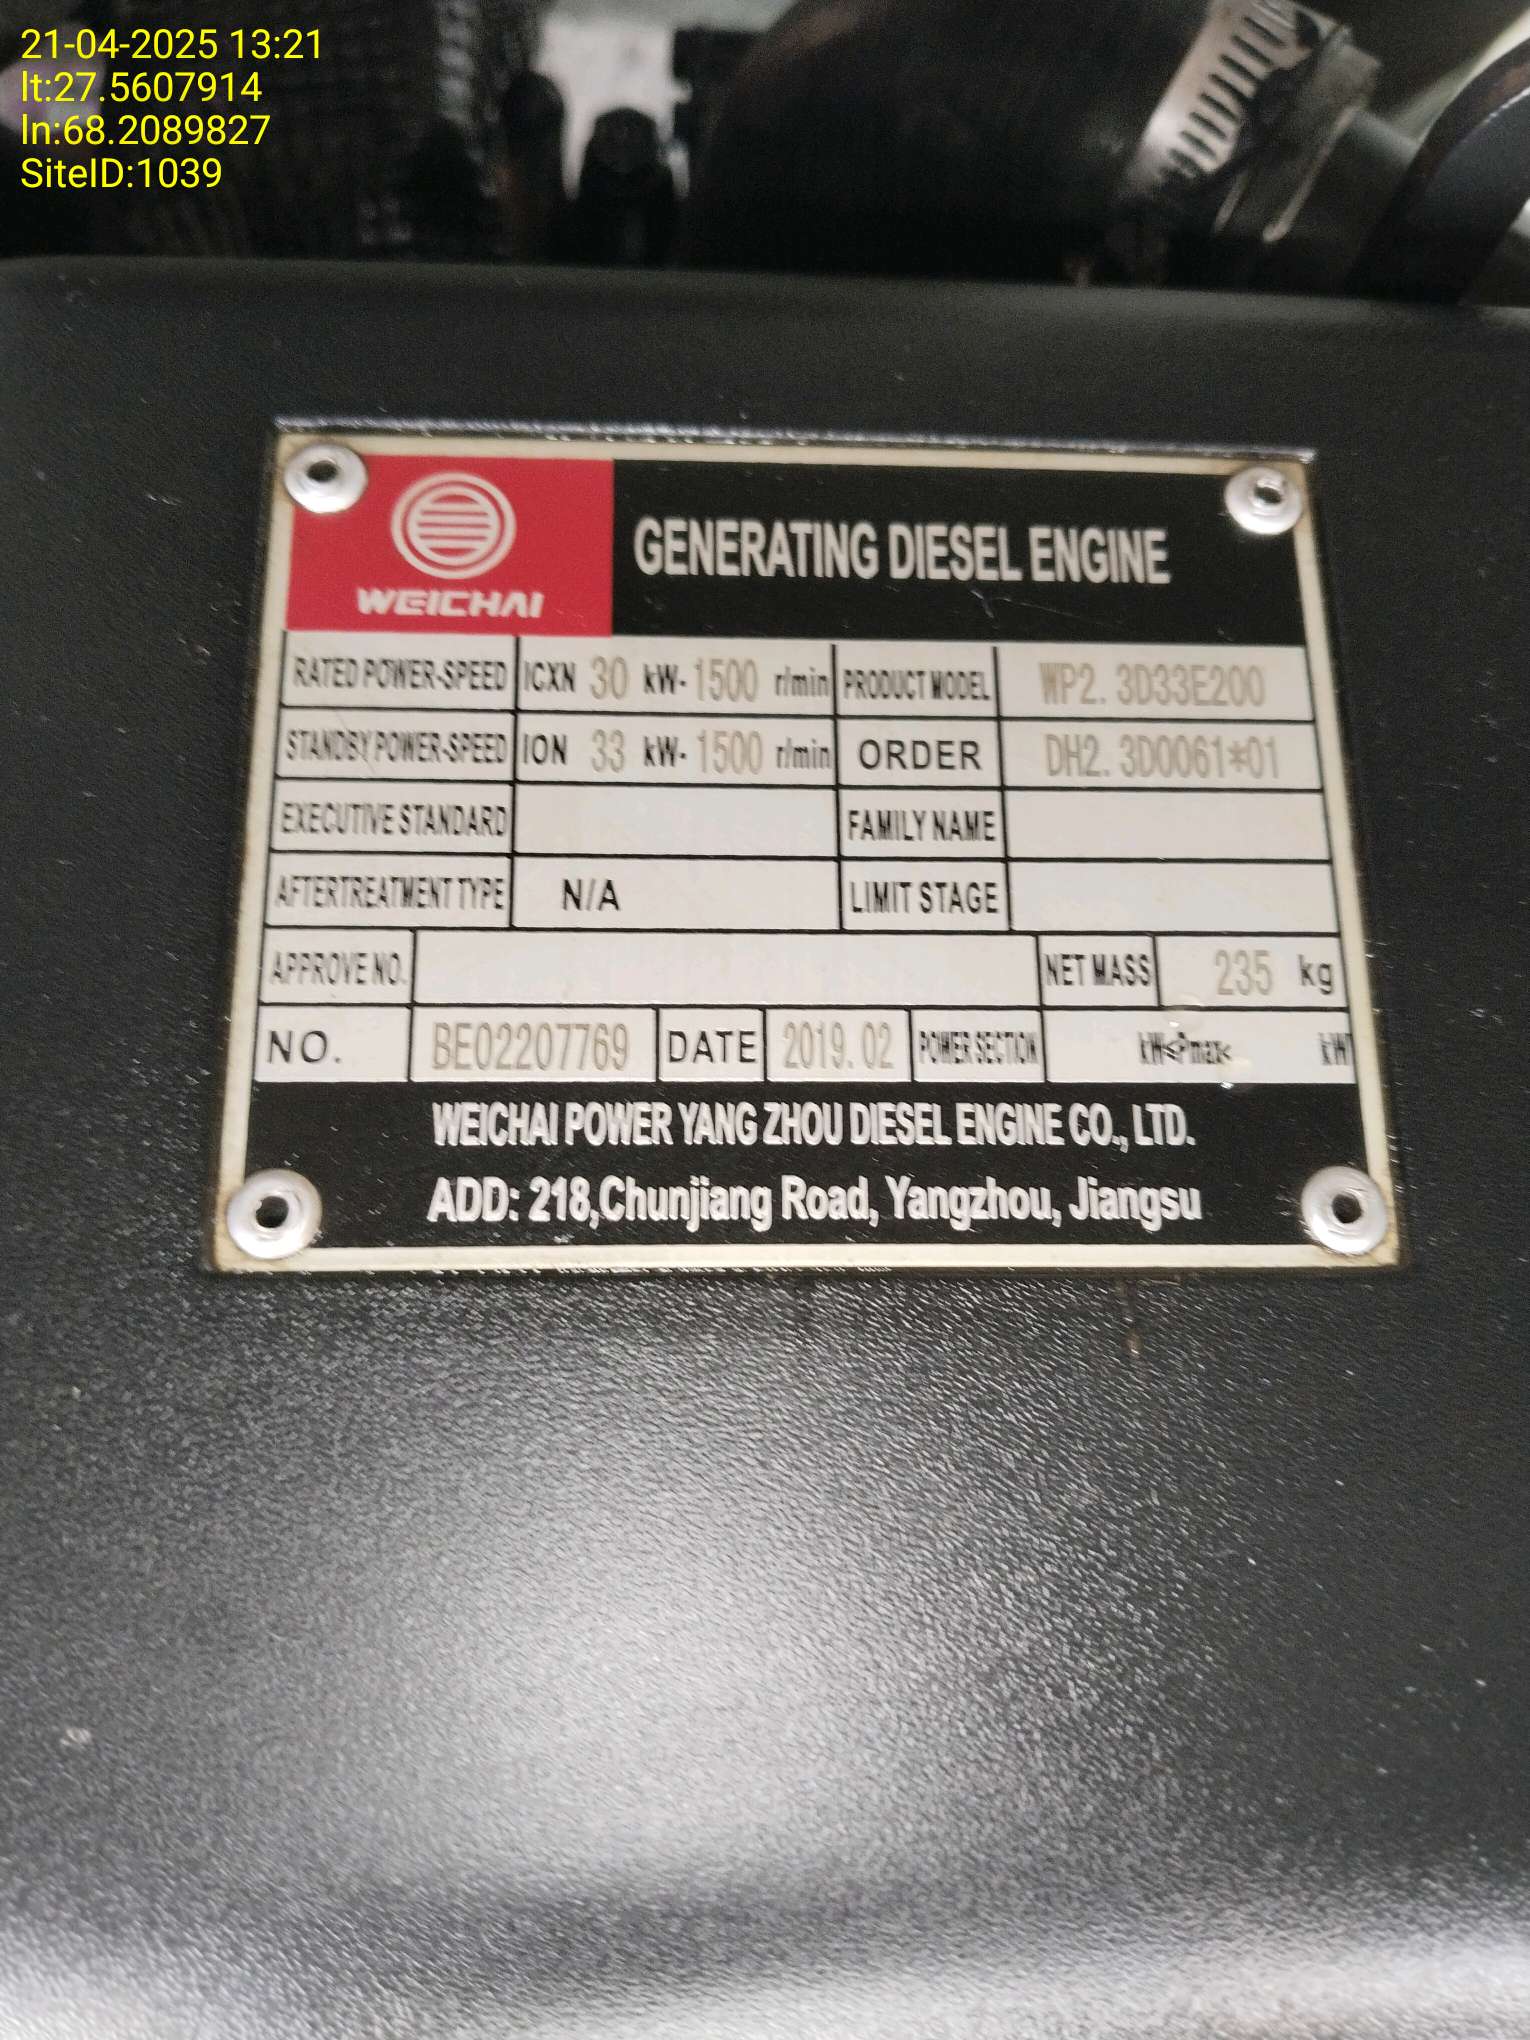 21-04-2025 13:21
lt:27.5607914
ln:68.2089827
SiteID:1039
WEICHAI
GENERATING DIESEL ENGINE
RATED POWER-SPEED ICXN 30 kW- 1500 r/min PRODUCT MODEL WP2.3D33E200
STANDBY POWER-SPEED ION 33 kW- 1500 r/min ORDER DH2.3D0061*01
EXECUTIVE STANDARD FAMILY NAME
AFTERTREATMENT TYPE N/A LIMIT STAGE
APPROVE NO. NET MASS 235 kg
NO. BE02207769 DATE 2019.02 POWER SECTION kW≤Pmax< kW
WEICHAI POWER YANG ZHOU DIESEL ENGINE CO., LTD.
ADD: 218,Chunjiang Road, Yangzhou, Jiangsu